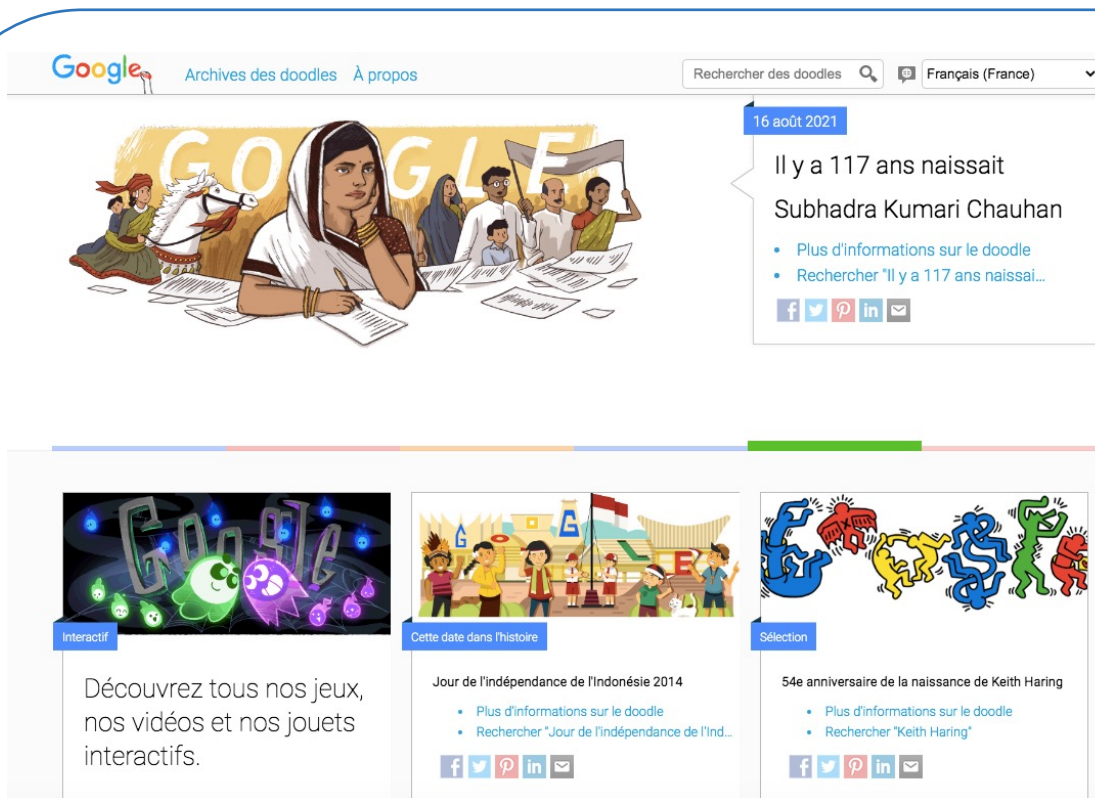 Google
Archives des doodles À propos
Rechercher des doodles
Français (France)
GOOGLE
16 août 2021
Il y a 117 ans naissait
Subhadra Kumari Chauhan
Plus d'informations sur le doodle
Rechercher "Il y a 117 ans naissai...
Google
Interactif
Découvrez tous nos jeux,
nos vidéos et nos jouets
interactifs.
Cette date dans l'histoire
Jour de l'indépendance de l'Indonésie 2014
Plus d'informations sur le doodle
Rechercher "Jour de l'indépendance de l'Ind...
Sélection
54e anniversaire de la naissance de Keith Haring
Plus d'informations sur le doodle
Rechercher "Keith Haring"